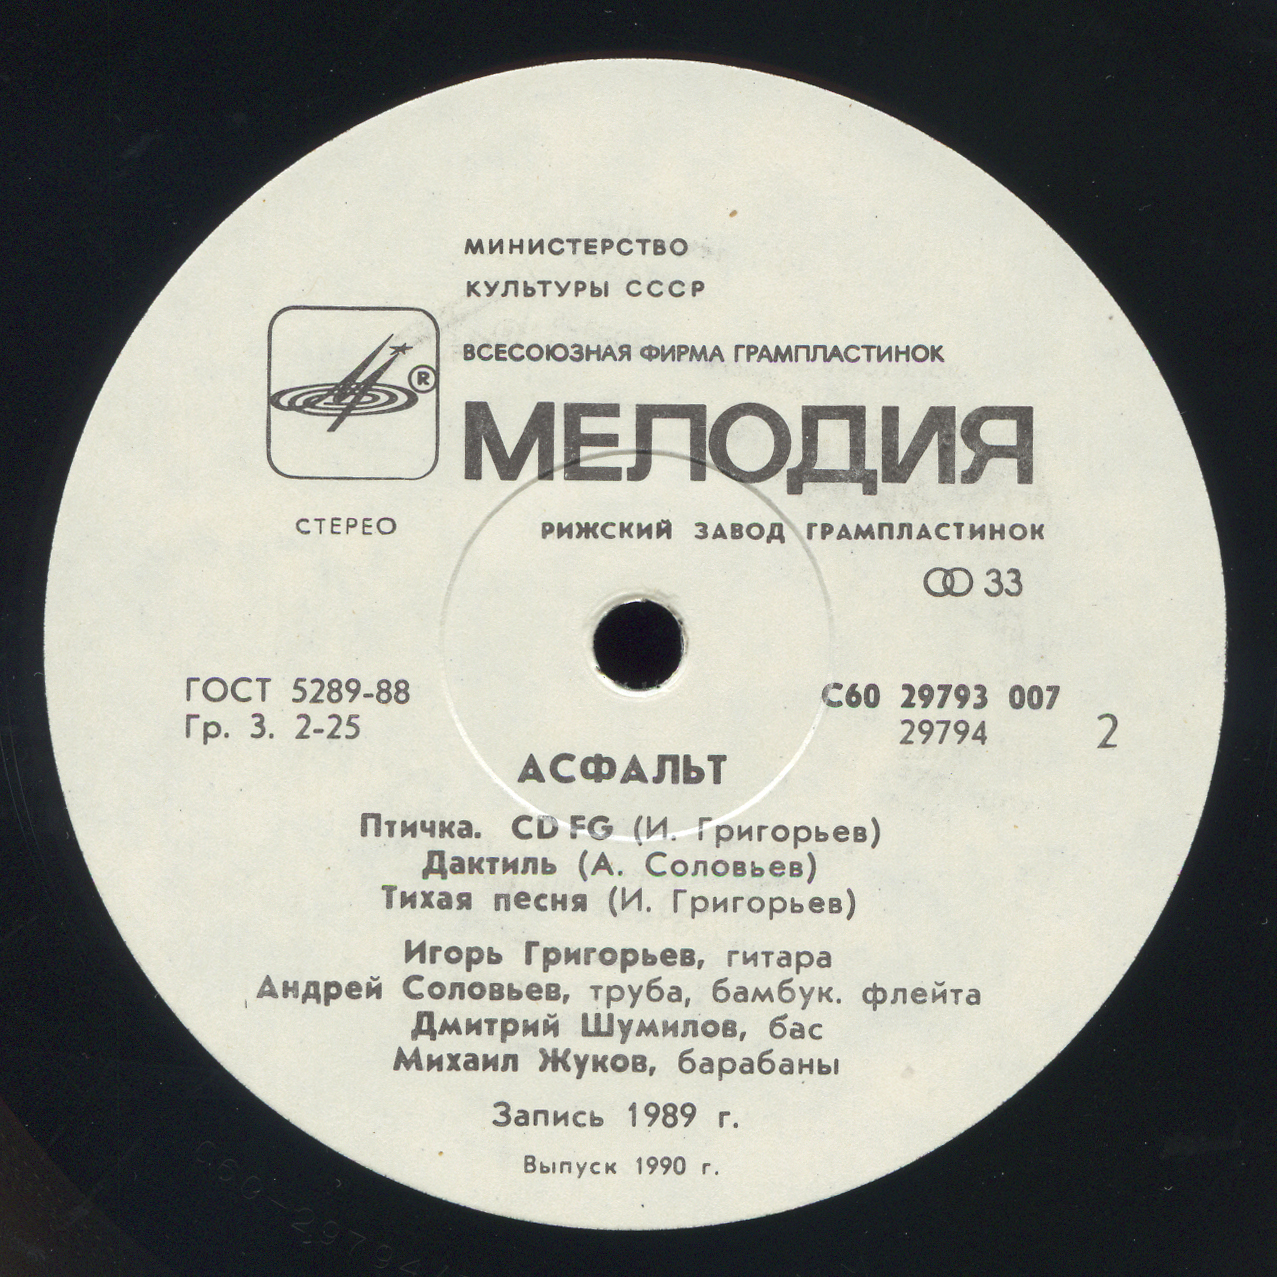 МИНИСТЕРСТВО
КУЛЬТУРЫ СССР
ВСЕСОЮЗНАЯ ФИРМА ГРАМПЛАСТИНОК
®
МЕЛОДИЯ
СТЕРЕО
РИЖСКИЙ ЗАВОД ГРАМПЛАСТИНОК
33
ГОСТ 5289-88
Гр. 3. 2-25
С60 29793 007
29794
2
АСФАЛЬТ
Птичка. CD FG (И. Григорьев)
Дактиль (А. Соловьев)
Тихая песня (И. Григорьев)
Игорь Григорьев, гитара
Андрей Соловьев, труба, бамбук. флейта
Дмитрий Шумилов, бас
Михаил Жуков, барабаны
Запись 1989 г.
Выпуск 1990 г.
С60-29794